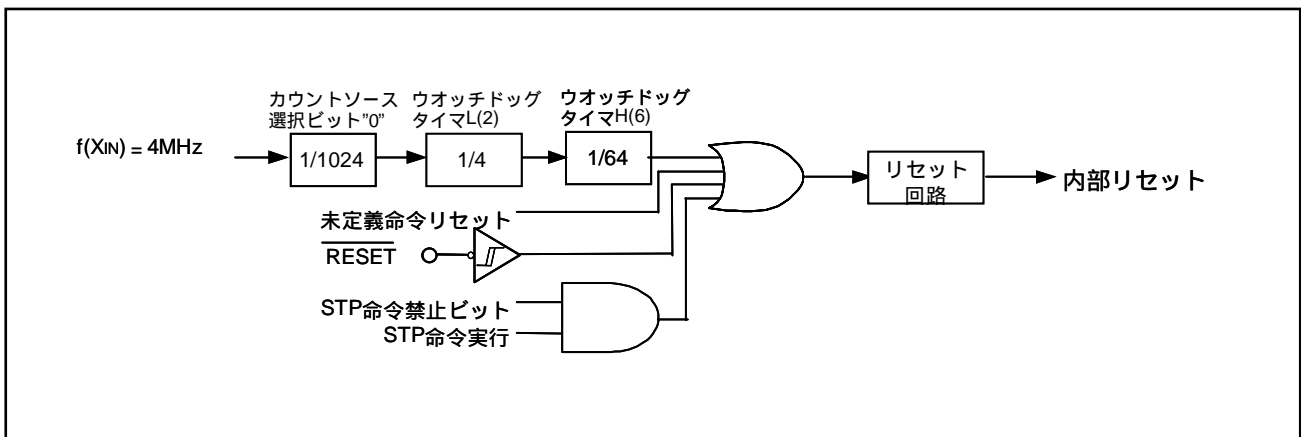 カウントソース
選択ビット"0"
ウオッチドッグ
タイマL(2)
ウオッチドッグ
タイマH(6)
f(XIN) = 4MHz
1/1024
1/4
1/64
リセット
回路
内部リセット
未定義命令リセット
RESET
STP命令禁止ビット
STP命令実行